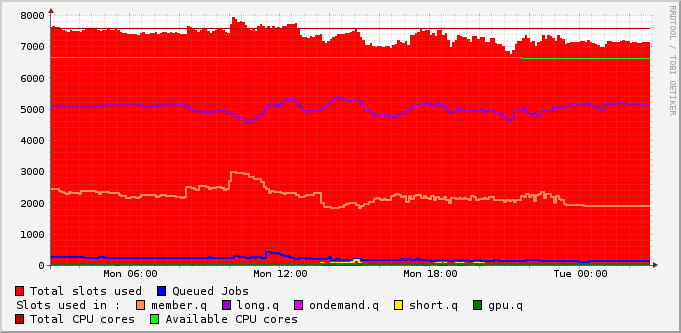 RRDTOOL / TOBI OETIKER
8000
7000
6000
5000
4000
3000
2000
1000
0
Mon 06:00 Mon 12:00 Mon 18:00 Tue 00:00
Total slots used Queued Jobs
Slots used in : member.q long.q ondemand.q short.q gpu.q
Total CPU cores Available CPU cores